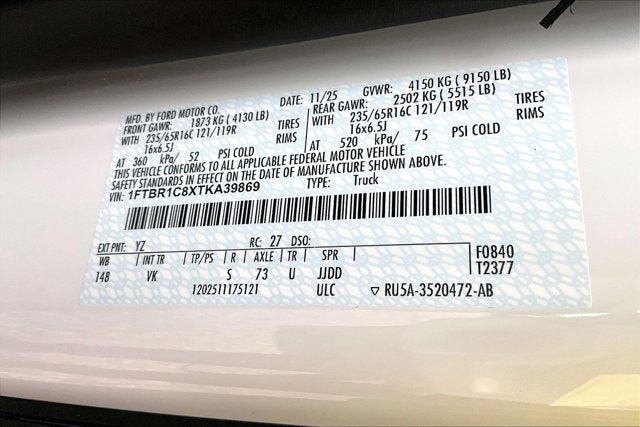 MFD. BY FORD MOTOR CO. DATE: 11/25 GVWR: 4150 KG ( 9150 LB)
FRONT GAWR: 1873 KG ( 4130 LB) REAR GAWR: 2502 KG ( 5515 LB)
WITH 235/65R16C 121/119R TIRES WITH 235/65R16C 121/119R TIRES
16x6.5J RIMS 16x6.5J RIMS
AT 360 kPa/ 52 PSI COLD AT 520 kPa/ 75 PSI COLD
THIS VEHICLE CONFORMS TO ALL APPLICABLE FEDERAL MOTOR VEHICLE
SAFETY STANDARDS IN EFFECT ON THE DATE OF MANUFACTURE SHOWN ABOVE.
VIN: 1FTBR1C8XTKA39869 TYPE: Truck
EXT PNT: YZ RC: 27 DSO:
WB INT TR TP/PS R AXLE TR SPR F0840
148 VK S 73 U JJDD T2377
1202511175121 ULC ▽ RU5A-3520472-AB